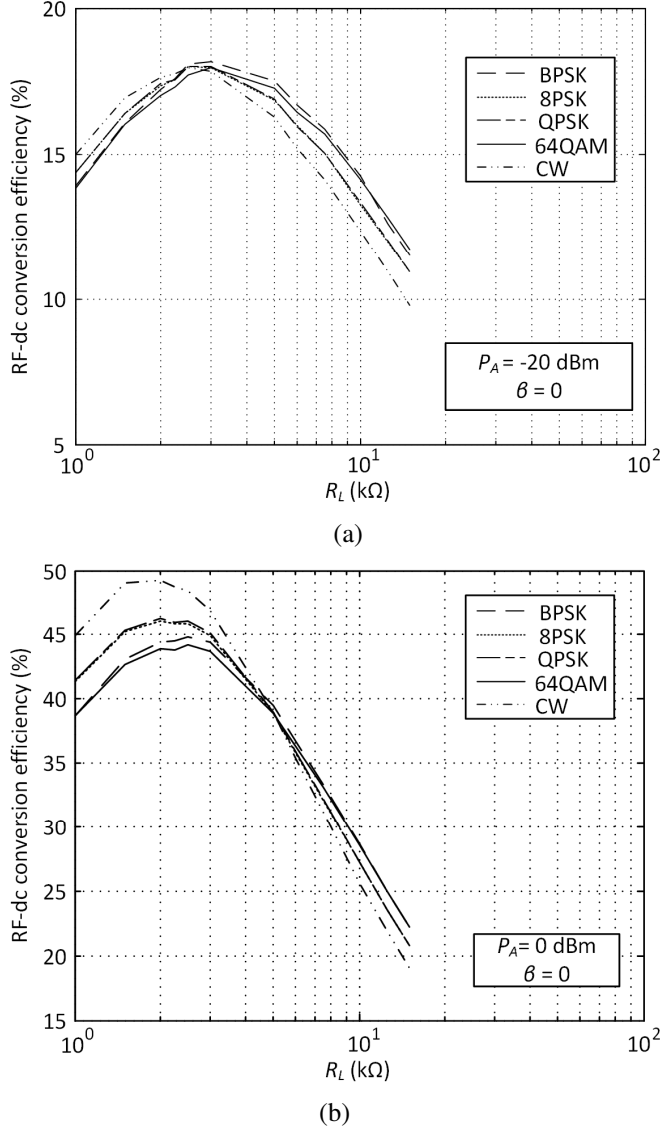 20
15
10
5
RF-dc conversion efficiency (%)
BPSK
8PSK
QPSK
64QAM
CW
P_A = -20 dBm
β = 0
10^0
10^1
10^2
R_L (kΩ)
(a)
50
45
40
35
30
25
20
15
RF-dc conversion efficiency (%)
BPSK
8PSK
QPSK
64QAM
CW
P_A = 0 dBm
β = 0
10^0
10^1
10^2
R_L (kΩ)
(b)